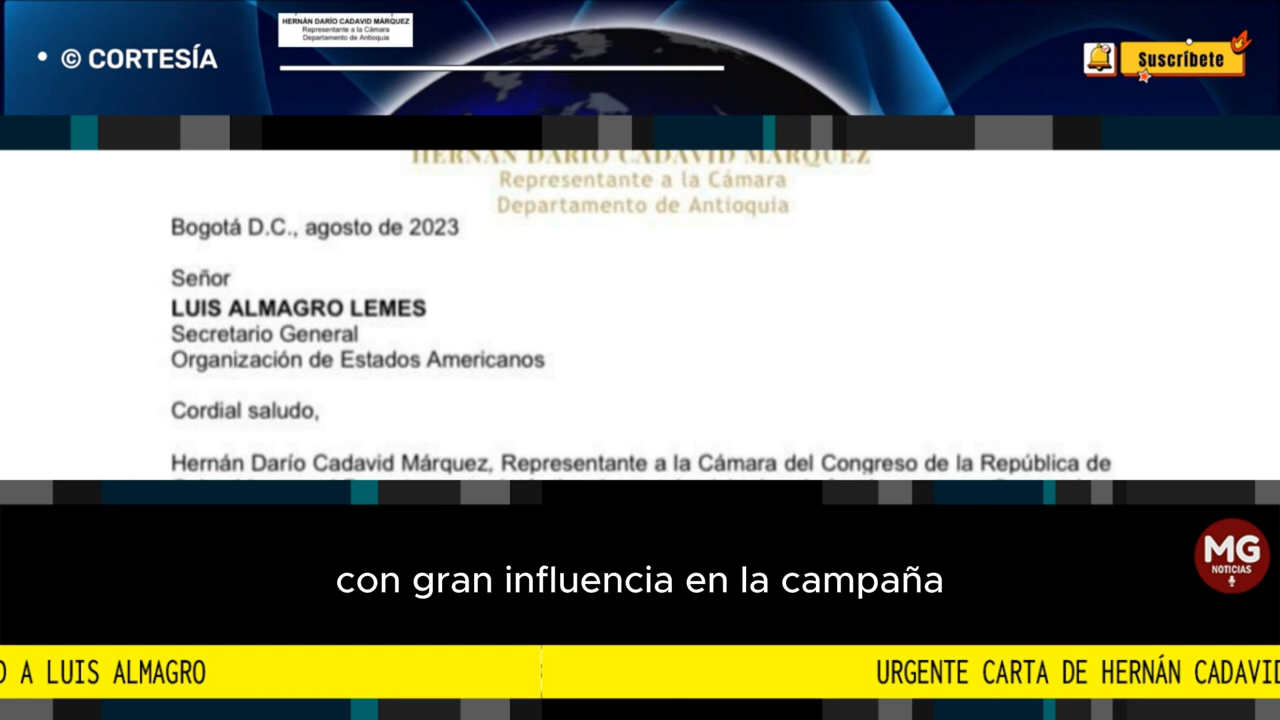 HERNÁN DARÍO CADAVID MÁRQUEZ
Representante a la Cámara
Departamento de Antioquia
• © CORTESÍA
Suscríbete
HERNÁN DARÍO CADAVID MÁRQUEZ
Representante a la Cámara
Departamento de Antioquia
Bogotá D.C., agosto de 2023
Señor
LUIS ALMAGRO LEMES
Secretario General
Organización de Estados Americanos
Cordial saludo,
Hernán Darío Cadavid Márquez, Representante a la Cámara del Congreso de la República de
con gran influencia en la campaña
MG
NOTICIAS
O A LUIS ALMAGRO
URGENTE CARTA DE HERNÁN CADAVID